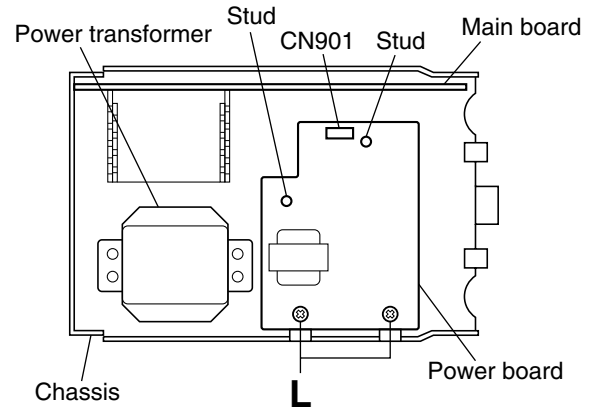 Stud
Power transformer
CN901
Stud
Main board
Chassis
L
Power board